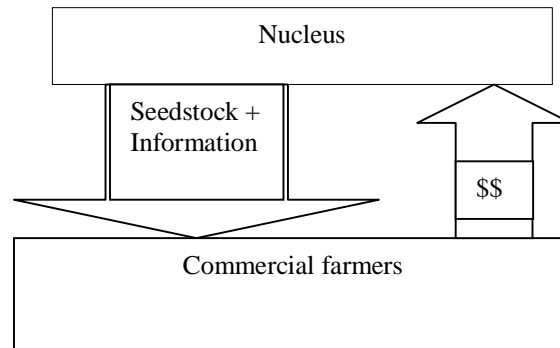 Nucleus
Seedstock +
Information
$$
Commercial farmers